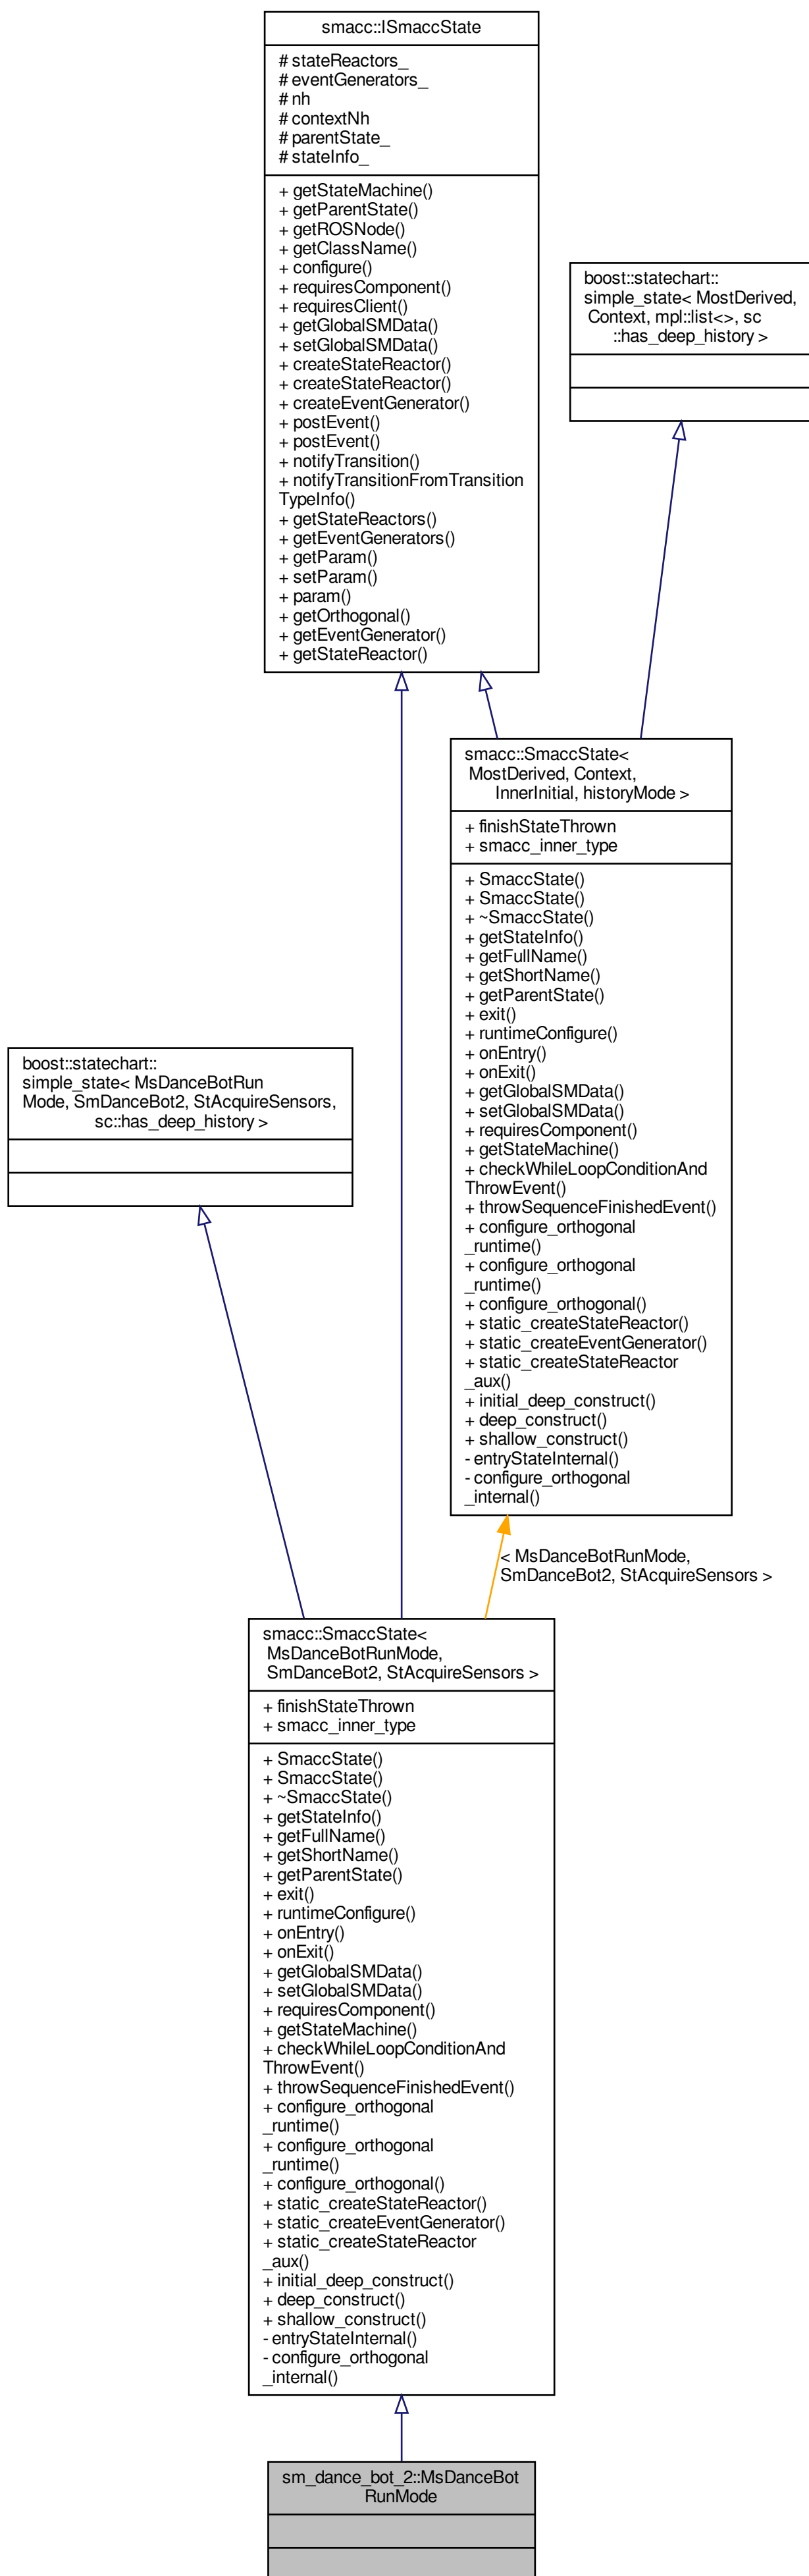 smacc::ISmaccState
# stateReactors_
# eventGenerators_
# nh
# contextNh
# parentState_
# stateInfo_
+ getStateMachine()
+ getParentState()
+ getROSNode()
+ getClassName()
+ configure()
+ requiresComponent()
+ requiresClient()
+ getGlobalSMData()
+ setGlobalSMData()
+ createStateReactor()
+ createStateReactor()
+ createEventGenerator()
+ postEvent()
+ postEvent()
+ notifyTransition()
+ notifyTransitionFromTransition
TypeInfo()
+ getStateReactors()
+ getEventGenerators()
+ getParam()
+ setParam()
+ param()
+ getOrthogonal()
+ getEventGenerator()
+ getStateReactor()
boost::statechart::
simple_state< MostDerived,
Context, mpl::list<>, sc
::has_deep_history >
smacc::SmaccState<
MostDerived, Context,
InnerInitial, historyMode >
+ finishStateThrown
+ smacc_inner_type
+ SmaccState()
+ SmaccState()
+ ~SmaccState()
+ getStateInfo()
+ getFullName()
+ getShortName()
+ getParentState()
+ exit()
+ runtimeConfigure()
+ onEntry()
+ onExit()
+ getGlobalSMData()
+ setGlobalSMData()
+ requiresComponent()
+ getStateMachine()
+ checkWhileLoopConditionAnd
ThrowEvent()
+ throwSequenceFinishedEvent()
+ configure_orthogonal
_runtime()
+ configure_orthogonal
_runtime()
+ configure_orthogonal()
+ static_createStateReactor()
+ static_createEventGenerator()
+ static_createStateReactor
_aux()
+ initial_deep_construct()
+ deep_construct()
+ shallow_construct()
- entryStateInternal()
- configure_orthogonal
_internal()
boost::statechart::
simple_state< MsDanceBotRun
Mode, SmDanceBot2, StAcquireSensors,
sc::has_deep_history >
< MsDanceBotRunMode,
SmDanceBot2, StAcquireSensors >
smacc::SmaccState<
MsDanceBotRunMode,
SmDanceBot2, StAcquireSensors >
+ finishStateThrown
+ smacc_inner_type
+ SmaccState()
+ SmaccState()
+ ~SmaccState()
+ getStateInfo()
+ getFullName()
+ getShortName()
+ getParentState()
+ exit()
+ runtimeConfigure()
+ onEntry()
+ onExit()
+ getGlobalSMData()
+ setGlobalSMData()
+ requiresComponent()
+ getStateMachine()
+ checkWhileLoopConditionAnd
ThrowEvent()
+ throwSequenceFinishedEvent()
+ configure_orthogonal
_runtime()
+ configure_orthogonal
_runtime()
+ configure_orthogonal()
+ static_createStateReactor()
+ static_createEventGenerator()
+ static_createStateReactor
_aux()
+ initial_deep_construct()
+ deep_construct()
+ shallow_construct()
- entryStateInternal()
- configure_orthogonal
_internal()
sm_dance_bot_2::MsDanceBot
RunMode